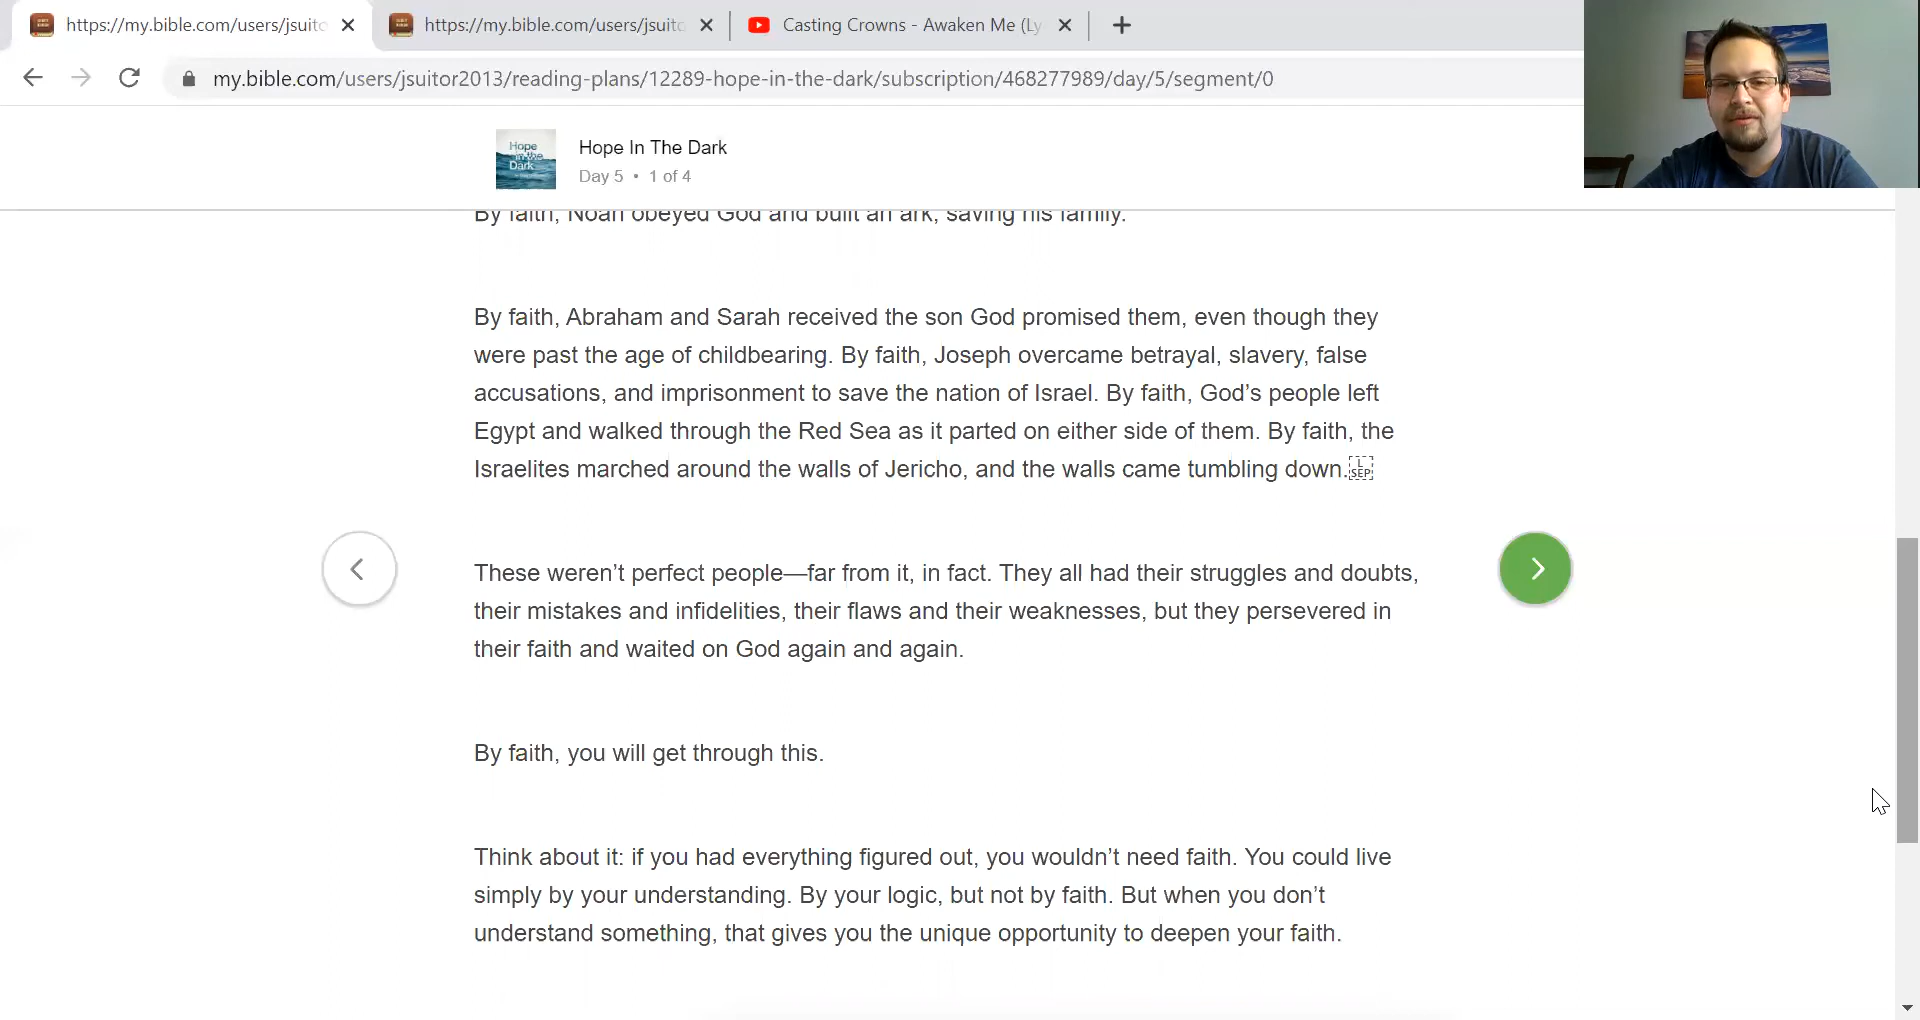 https://my.bible.com/users/jsuito
https://my.bible.com/users/jsuito
Casting Crowns - Awaken Me (Ly
my.bible.com/users/jsuitor2013/reading-plans/12289-hope-in-the-dark/subscription/468277989/day/5/segment/0
Hope
in the
Dark
Hope In The Dark
Day 5 • 1 of 4
By faith, Noah obeyed God and built an ark, saving his family.
By faith, Abraham and Sarah received the son God promised them, even though they
were past the age of childbearing. By faith, Joseph overcame betrayal, slavery, false
accusations, and imprisonment to save the nation of Israel. By faith, God’s people left
Egypt and walked through the Red Sea as it parted on either side of them. By faith, the
Israelites marched around the walls of Jericho, and the walls came tumbling down.
L
SEP
These weren’t perfect people—far from it, in fact. They all had their struggles and doubts,
their mistakes and infidelities, their flaws and their weaknesses, but they persevered in
their faith and waited on God again and again.
By faith, you will get through this.
Think about it: if you had everything figured out, you wouldn’t need faith. You could live
simply by your understanding. By your logic, but not by faith. But when you don’t
understand something, that gives you the unique opportunity to deepen your faith.